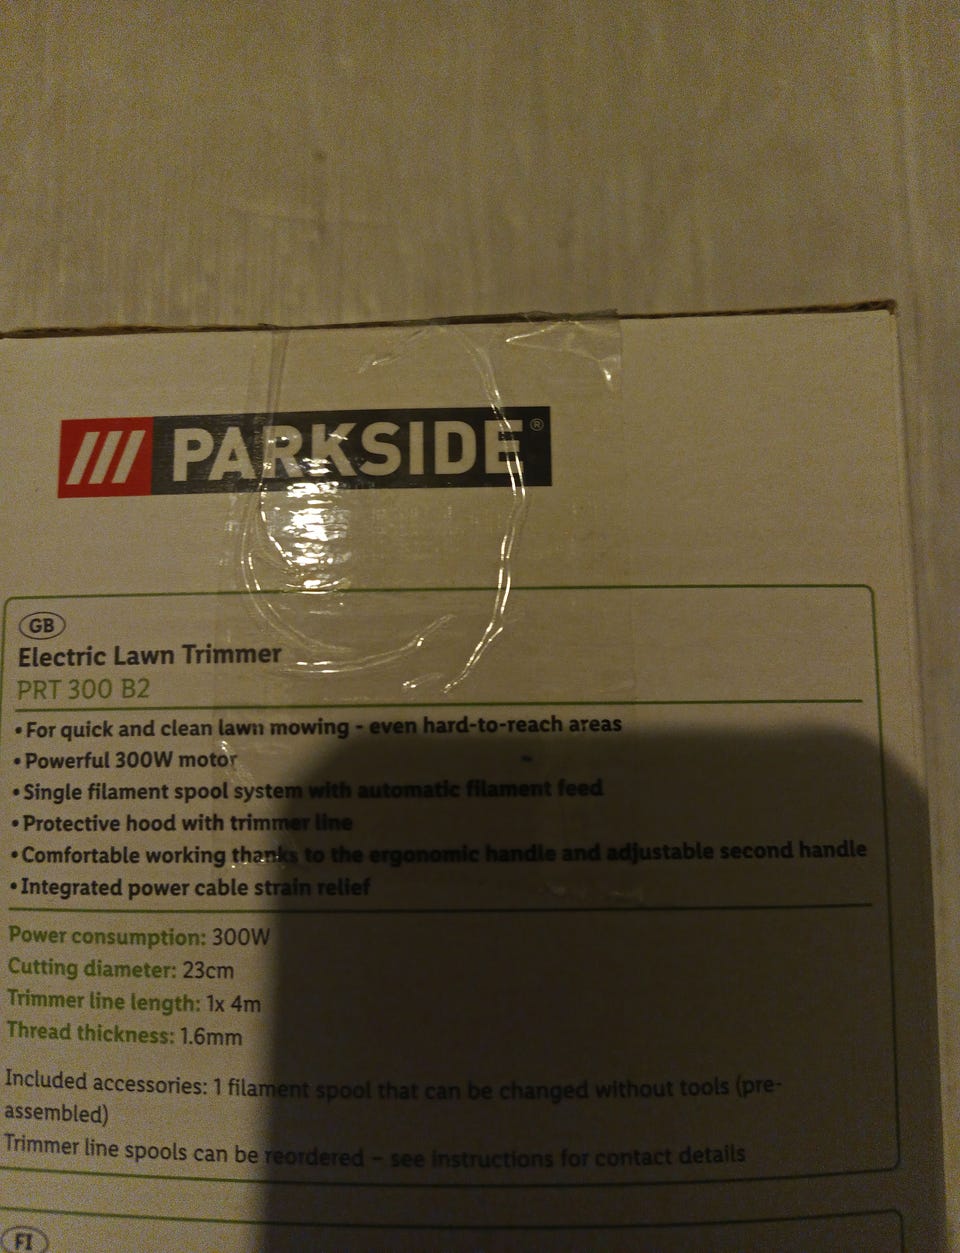 PARKSIDE®
GB
Electric Lawn Trimmer
PRT 300 B2
• For quick and clean lawn mowing - even hard-to-reach areas
• Powerful 300W motor
• Single filament spool system with automatic filament feed
• Protective hood with trimmer line
• Comfortable working thanks to the ergonomic handle and adjustable second handle
• Integrated power cable strain relief
Power consumption: 300W
Cutting diameter: 23cm
Trimmer line length: 1x 4m
Thread thickness: 1.6mm
Included accessories: 1 filament spool that can be changed without tools (pre-
assembled)
Trimmer line spools can be reordered – see instructions for contact details
FI